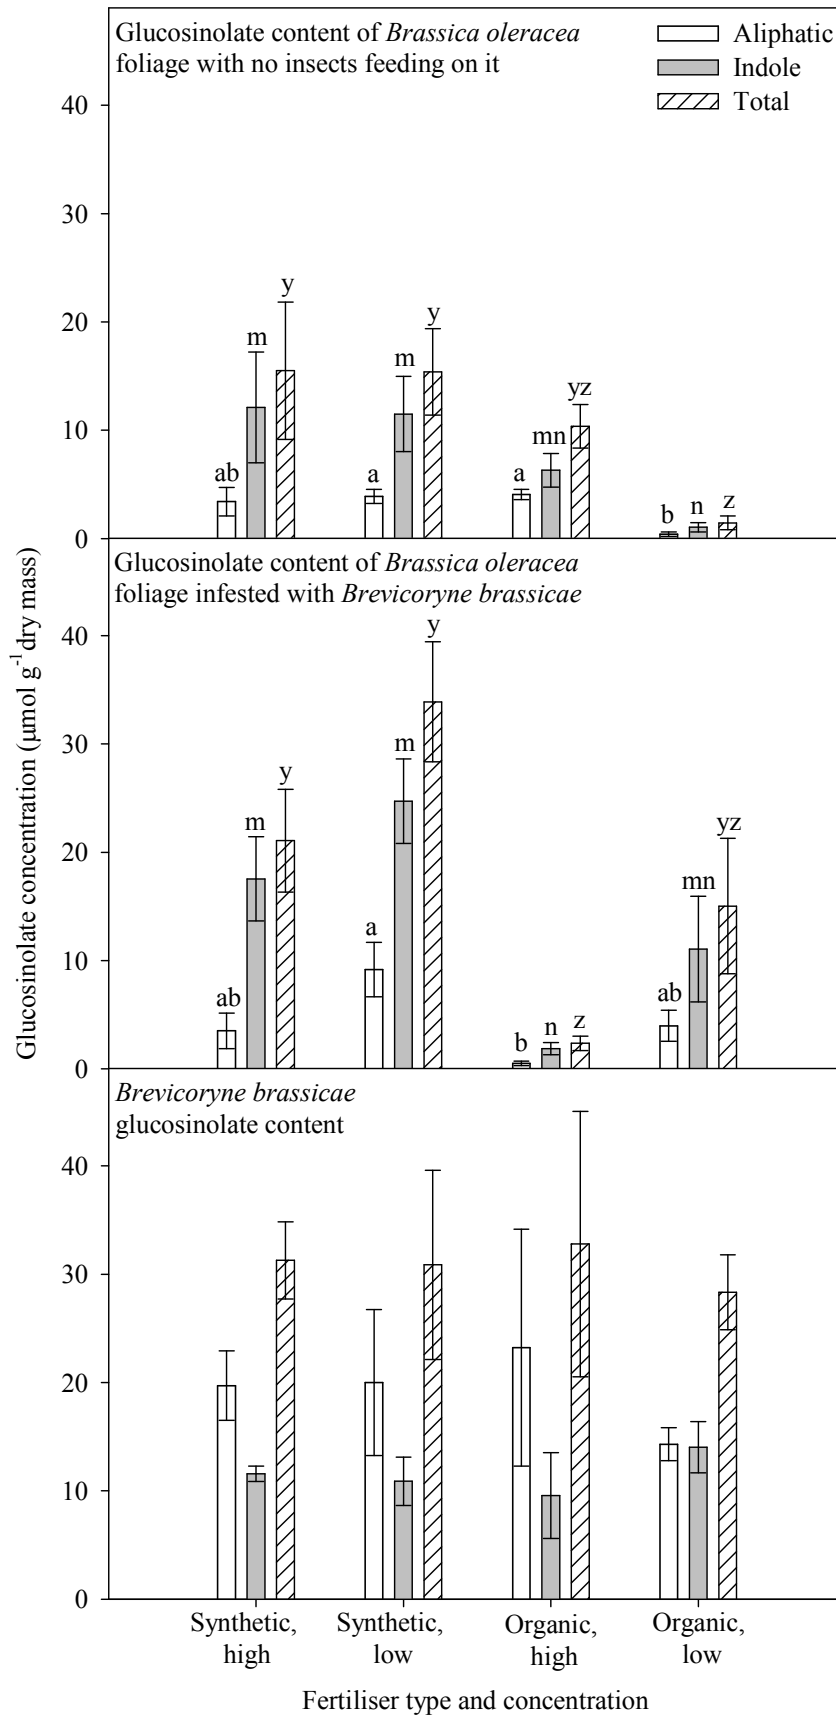 Glucosinolate content of Brassica oleracea
foliage with no insects feeding on it
Aliphatic
Indole
Total
40
30
20
10
0
ab
m
y
a
m
y
a
mn
yz
b
n
z
Glucosinolate content of Brassica oleracea
foliage infested with Brevicoryne brassicae
40
30
20
10
0
ab
m
y
a
m
y
b
n
z
ab
mn
yz
Glucosinolate concentration (µmol g-1 dry mass)
Brevicoryne brassicae
glucosinolate content
40
30
20
10
0
Synthetic,
high
Synthetic,
low
Organic,
high
Organic,
low
Fertiliser type and concentration